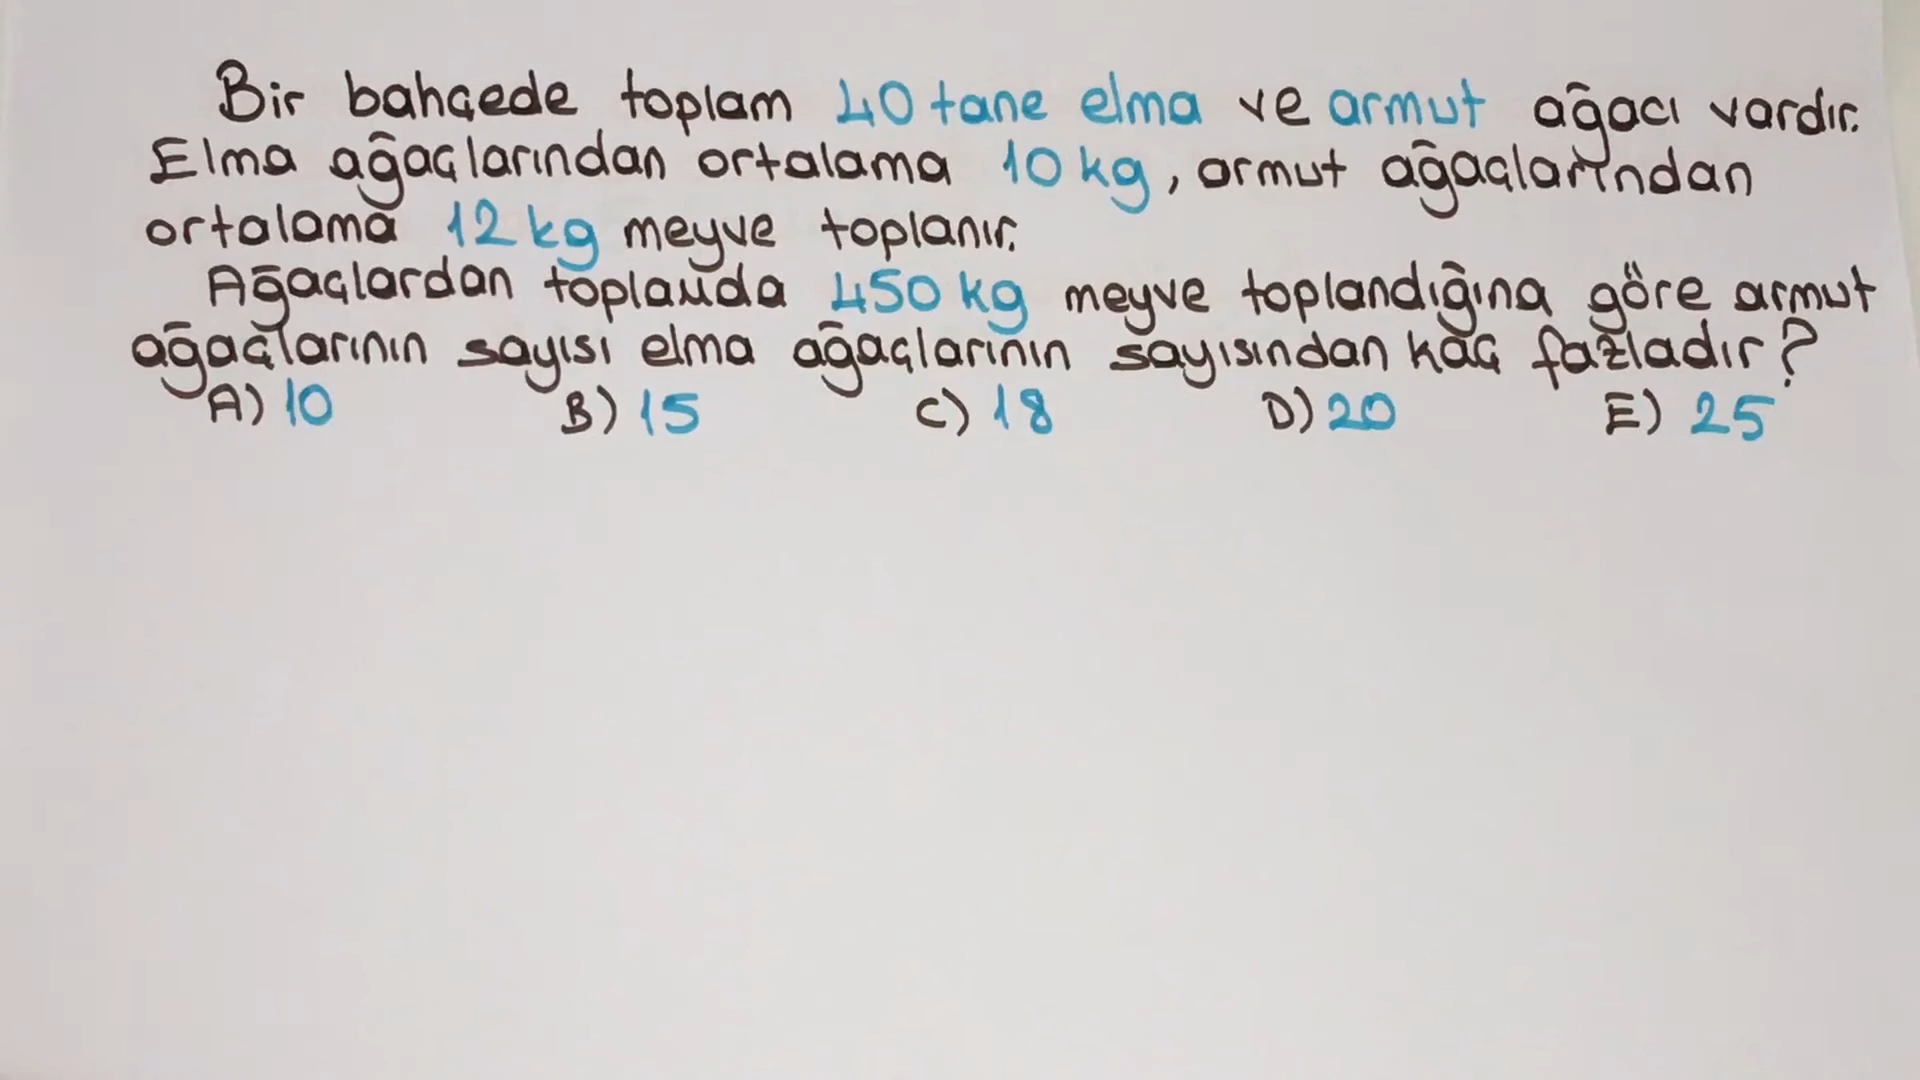 Bir bahçede toplam 40 tane elma ve armut ağacı vardır.
Elma ağaçlarından ortalama 10 kg, armut ağaçlarından
ortalama 12 kg meyve toplanır.
Ağaçlardan toplamda 450 kg meyve toplandığına göre armut
ağaçlarının sayısı elma ağaçlarının sayısından kaç fazladır?
A) 10 B) 15 C) 18 D) 20 E) 25